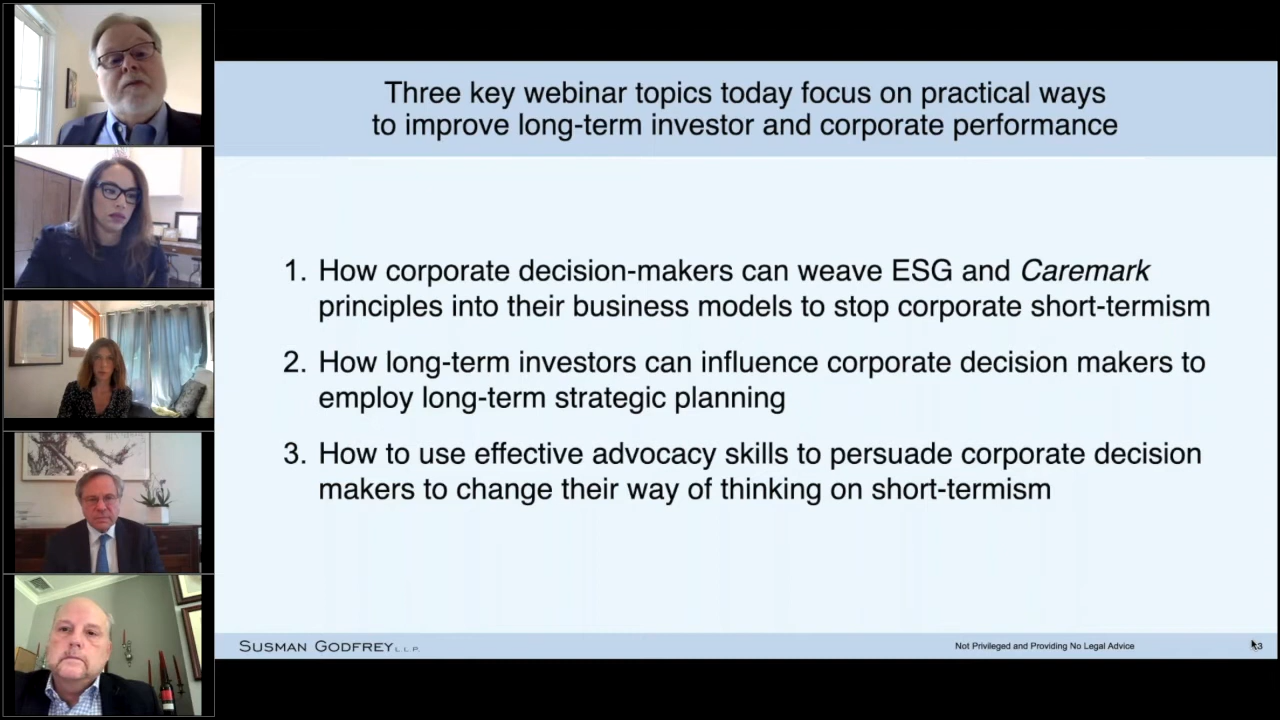 Three key webinar topics today focus on practical ways
to improve long-term investor and corporate performance
1. How corporate decision-makers can weave ESG and Caremark
principles into their business models to stop corporate short-termism
2. How long-term investors can influence corporate decision makers to
employ long-term strategic planning
3. How to use effective advocacy skills to persuade corporate decision
makers to change their way of thinking on short-termism
SUSMAN GODFREY L.L.P.
Not Privileged and Providing No Legal Advice
3